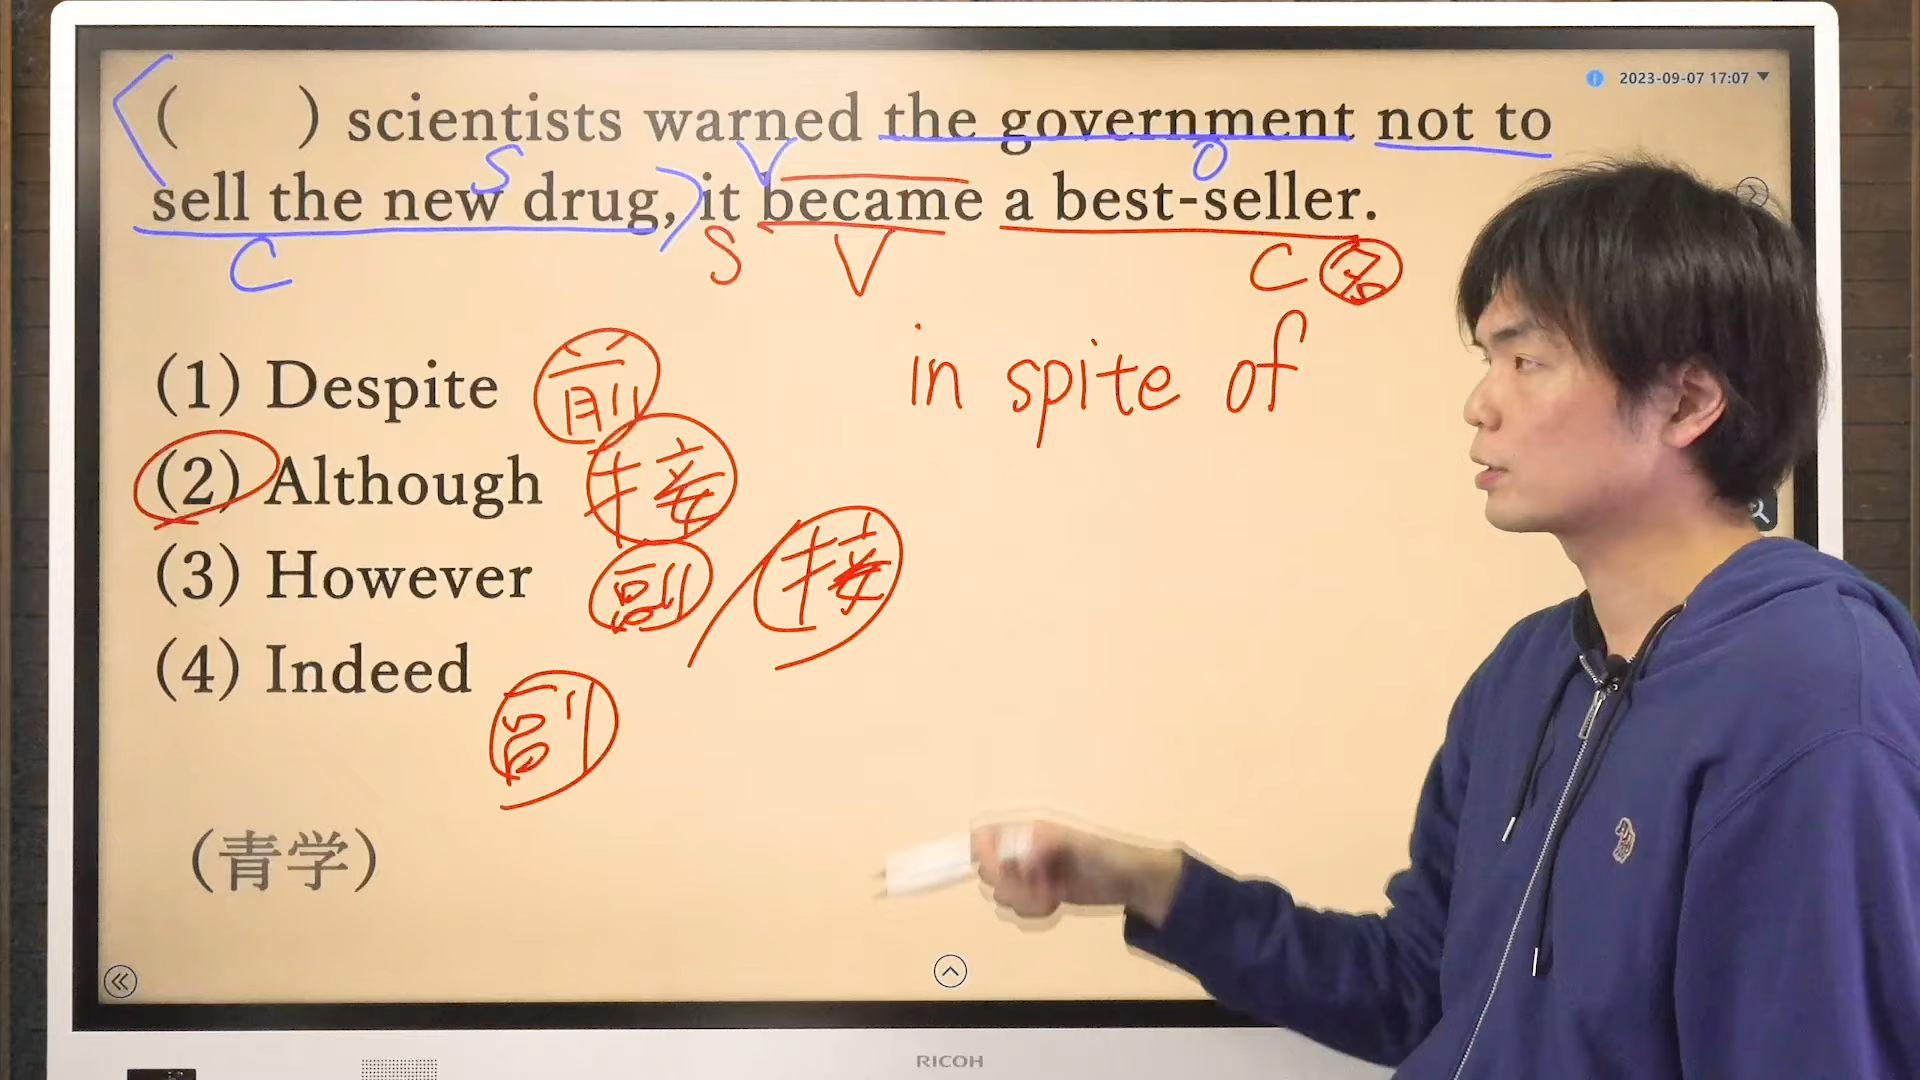 2023-09-07 17:07
( ) scientists warned the government not to
S V O
sell the new drug, it became a best-seller.
C S V C 名
(1) Despite 前 in spite of
(2) Although 接
(3) However 副 / 接
(4) Indeed 副
(青学)
RICOH